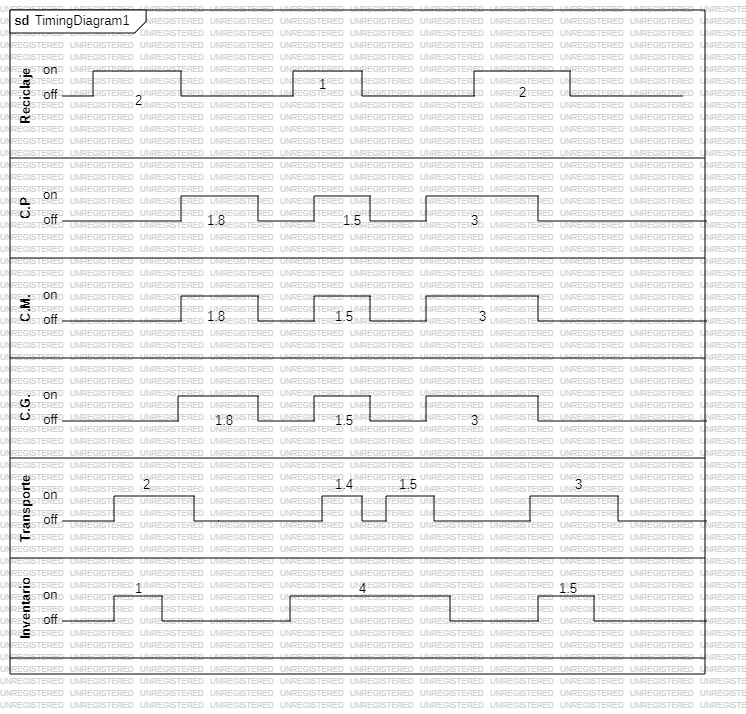 sd TimingDiagram1
Reciclaje
on
off
2
1
2
C.P
on
off
1.8
1.5
3
C.M.
on
off
1.8
1.5
3
C.G.
on
off
1.8
1.5
3
Transporte
on
off
2
1.4
1.5
3
Inventario
on
off
1
4
1.5
UNREGISTERED